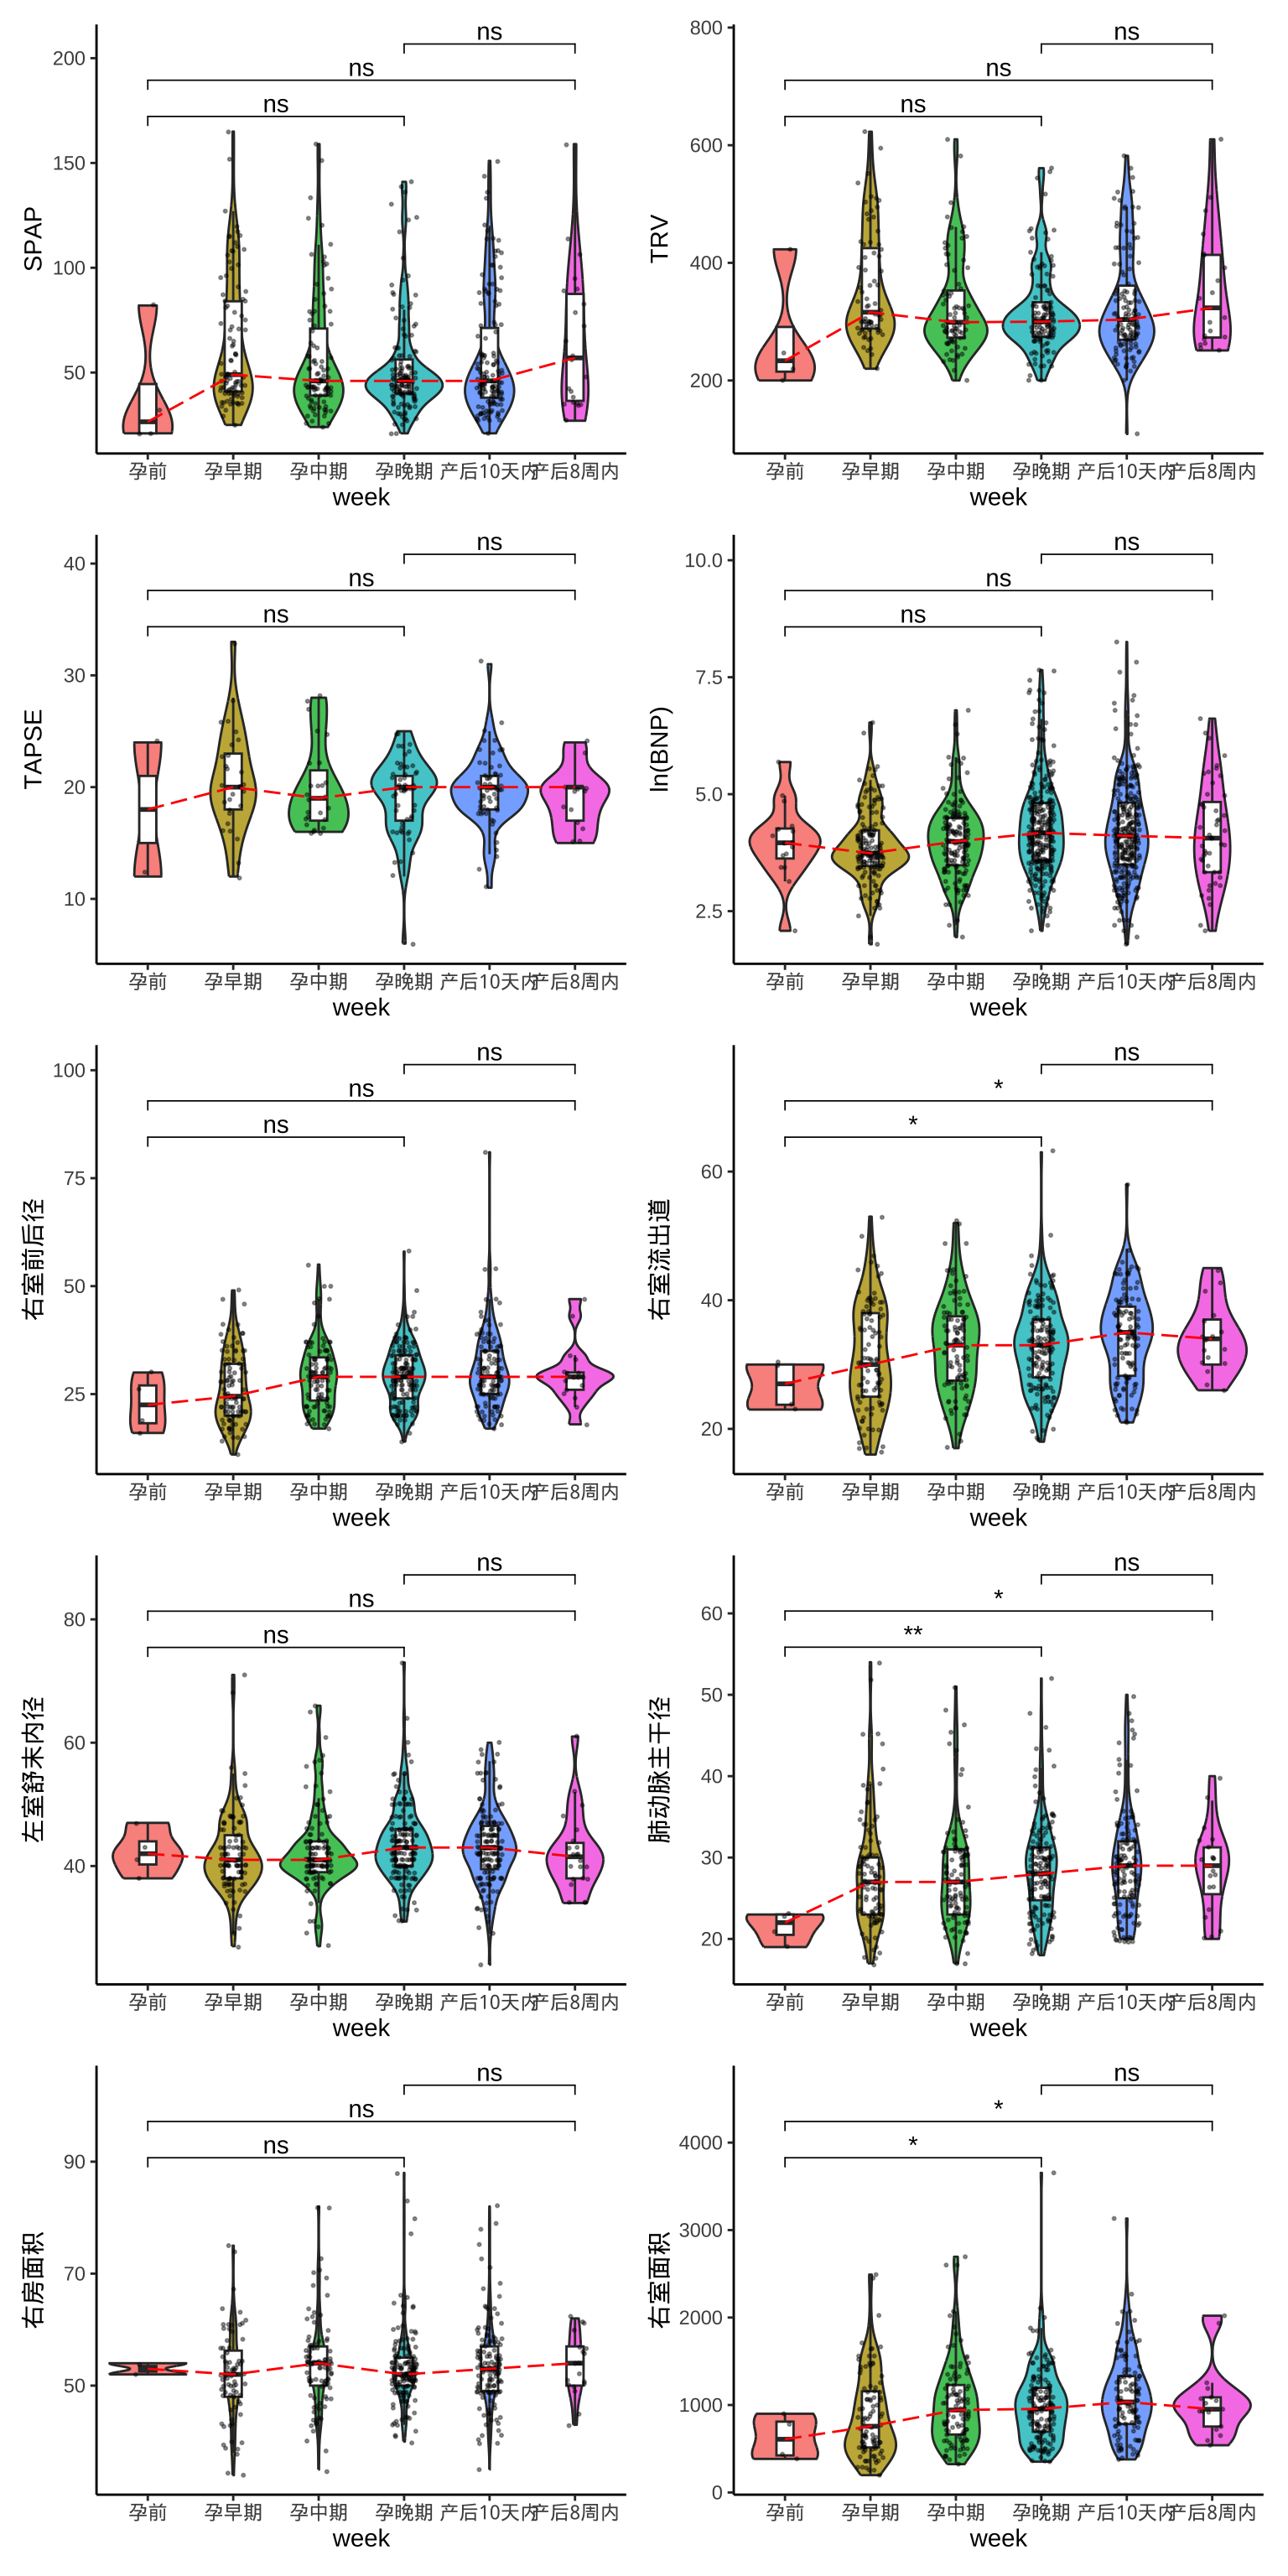 ns
ns
ns
200
150
100
50
SPAP
孕前 孕早期 孕中期 孕晚期 产后10天内 产后8周内
week
ns
ns
ns
800
600
400
200
TRV
孕前 孕早期 孕中期 孕晚期 产后10天内 产后8周内
week
ns
ns
ns
40
30
20
10
TAPSE
孕前 孕早期 孕中期 孕晚期 产后10天内 产后8周内
week
ns
ns
ns
10.0
7.5
5.0
2.5
ln(BNP)
孕前 孕早期 孕中期 孕晚期 产后10天内 产后8周内
week
ns
ns
ns
100
75
50
25
右室前后径
孕前 孕早期 孕中期 孕晚期 产后10天内 产后8周内
week
ns
*
*
60
40
20
右室流出道
孕前 孕早期 孕中期 孕晚期 产后10天内 产后8周内
week
ns
ns
ns
80
60
40
左室舒末内径
孕前 孕早期 孕中期 孕晚期 产后10天内 产后8周内
week
ns
*
**
60
50
40
30
20
肺动脉主干径
孕前 孕早期 孕中期 孕晚期 产后10天内 产后8周内
week
ns
ns
ns
90
70
50
右房面积
孕前 孕早期 孕中期 孕晚期 产后10天内 产后8周内
week
ns
*
*
4000
3000
2000
1000
0
右室面积
孕前 孕早期 孕中期 孕晚期 产后10天内 产后8周内
week